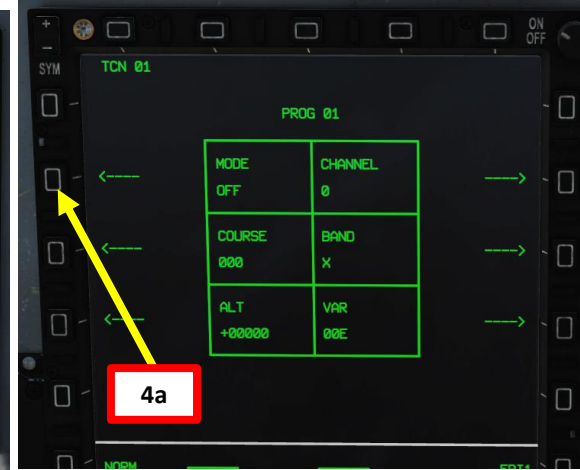 +
ON
-
OFF
SYM
TCN 01
PROG 01
MODE
CHANNEL
<---- 
---->
OFF
0
COURSE
BAND
<----
---->
000
X
ALT
VAR
<----
---->
+00000
00E
4a
NORM